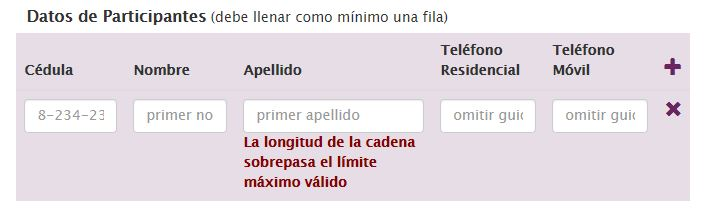 Datos de Participantes (debe llenar como mínimo una fila)
Cédula Nombre Apellido Teléfono Residencial Teléfono Móvil
8-234-23 primer no primer apellido omitir guio omitir guio
La longitud de la cadena
sobrepasa el límite
máximo válido